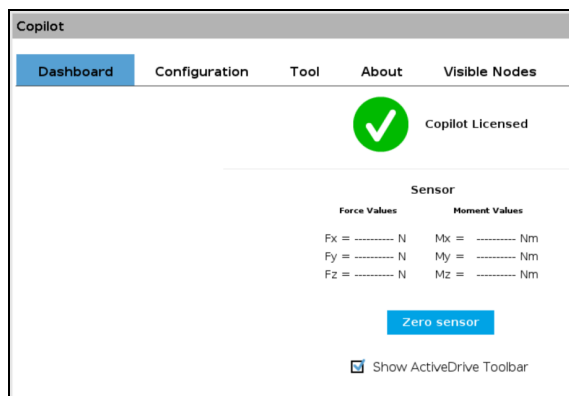 Copilot
Dashboard Configuration Tool About Visible Nodes
Copilot Licensed
Sensor
Force Values Moment Values
Fx = ---------- N Mx = ---------- Nm
Fy = ---------- N My = ---------- Nm
Fz = ---------- N Mz = ---------- Nm
Zero sensor
Show ActiveDrive Toolbar